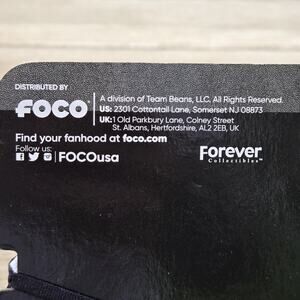 DISTRIBUTED BY
FOCO®
A division of Team Beans, LLC. All Rights Reserved.
US: 2301 Cottontail Lane, Somerset NJ 08873
UK: 1 Old Parkbury Lane, Colney Street
St. Albans, Hertfordshire, AL2 2EB, UK
Find your fanhood at foco.com
Follow us:
FOCOusa
Forever
Collectibles™